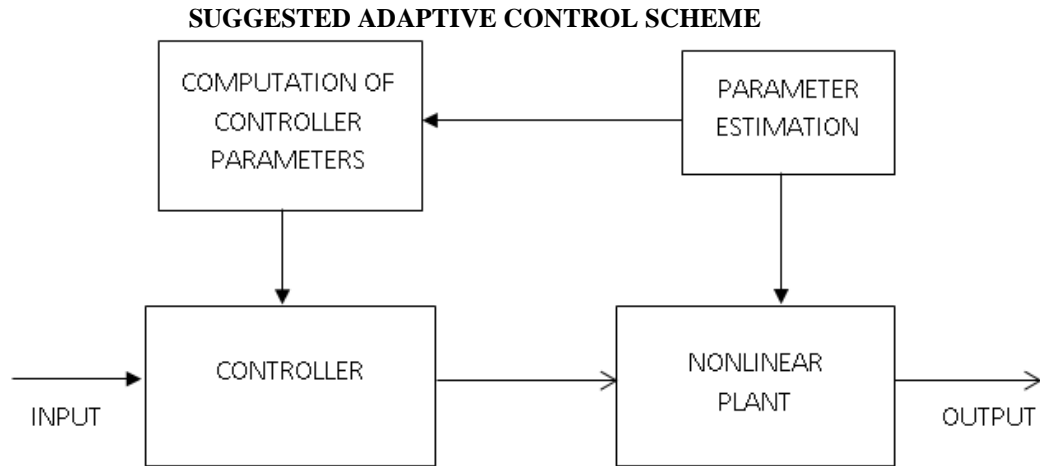 SUGGESTED ADAPTIVE CONTROL SCHEME
COMPUTATION OF
CONTROLLER
PARAMETERS
PARAMETER
ESTIMATION
CONTROLLER
NONLINEAR
PLANT
INPUT
OUTPUT